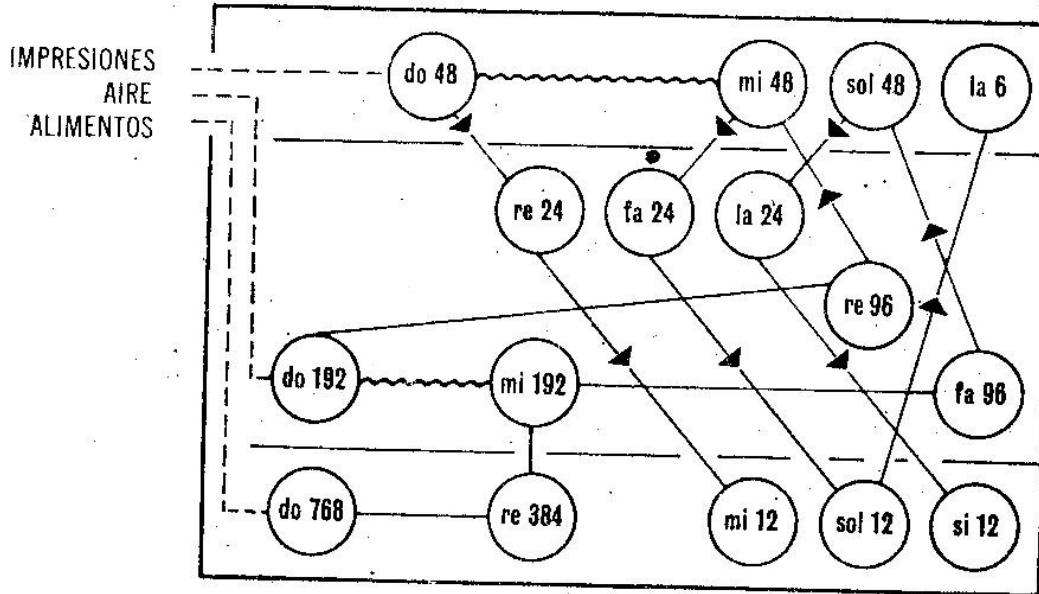 IMPRESIONES
AIRE
ALIMENTOS
do 48
mi 48
sol 48
la 6
re 24
fa 24
la 24
re 96
do 192
mi 192
fa 96
do 768
re 384
mi 12
sol 12
si 12